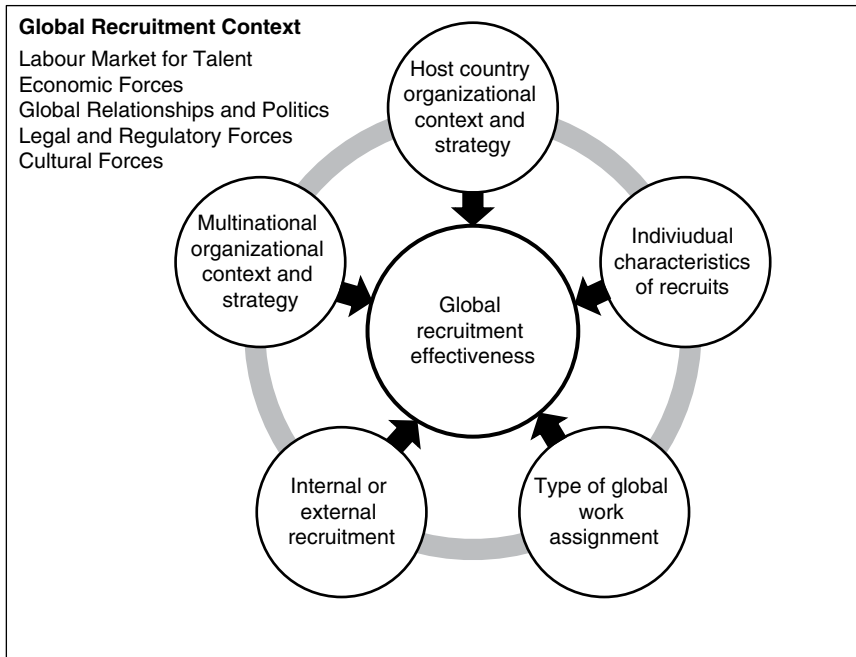 Global Recruitment Context
Labour Market for Talent
Economic Forces
Global Relationships and Politics
Legal and Regulatory Forces
Cultural Forces
Host country
organizational
context and
strategy
Multinational
organizational
context and
strategy
Indiviudual
characteristics
of recruits
Global
recruitment
effectiveness
Internal or
external
recruitment
Type of global
work
assignment